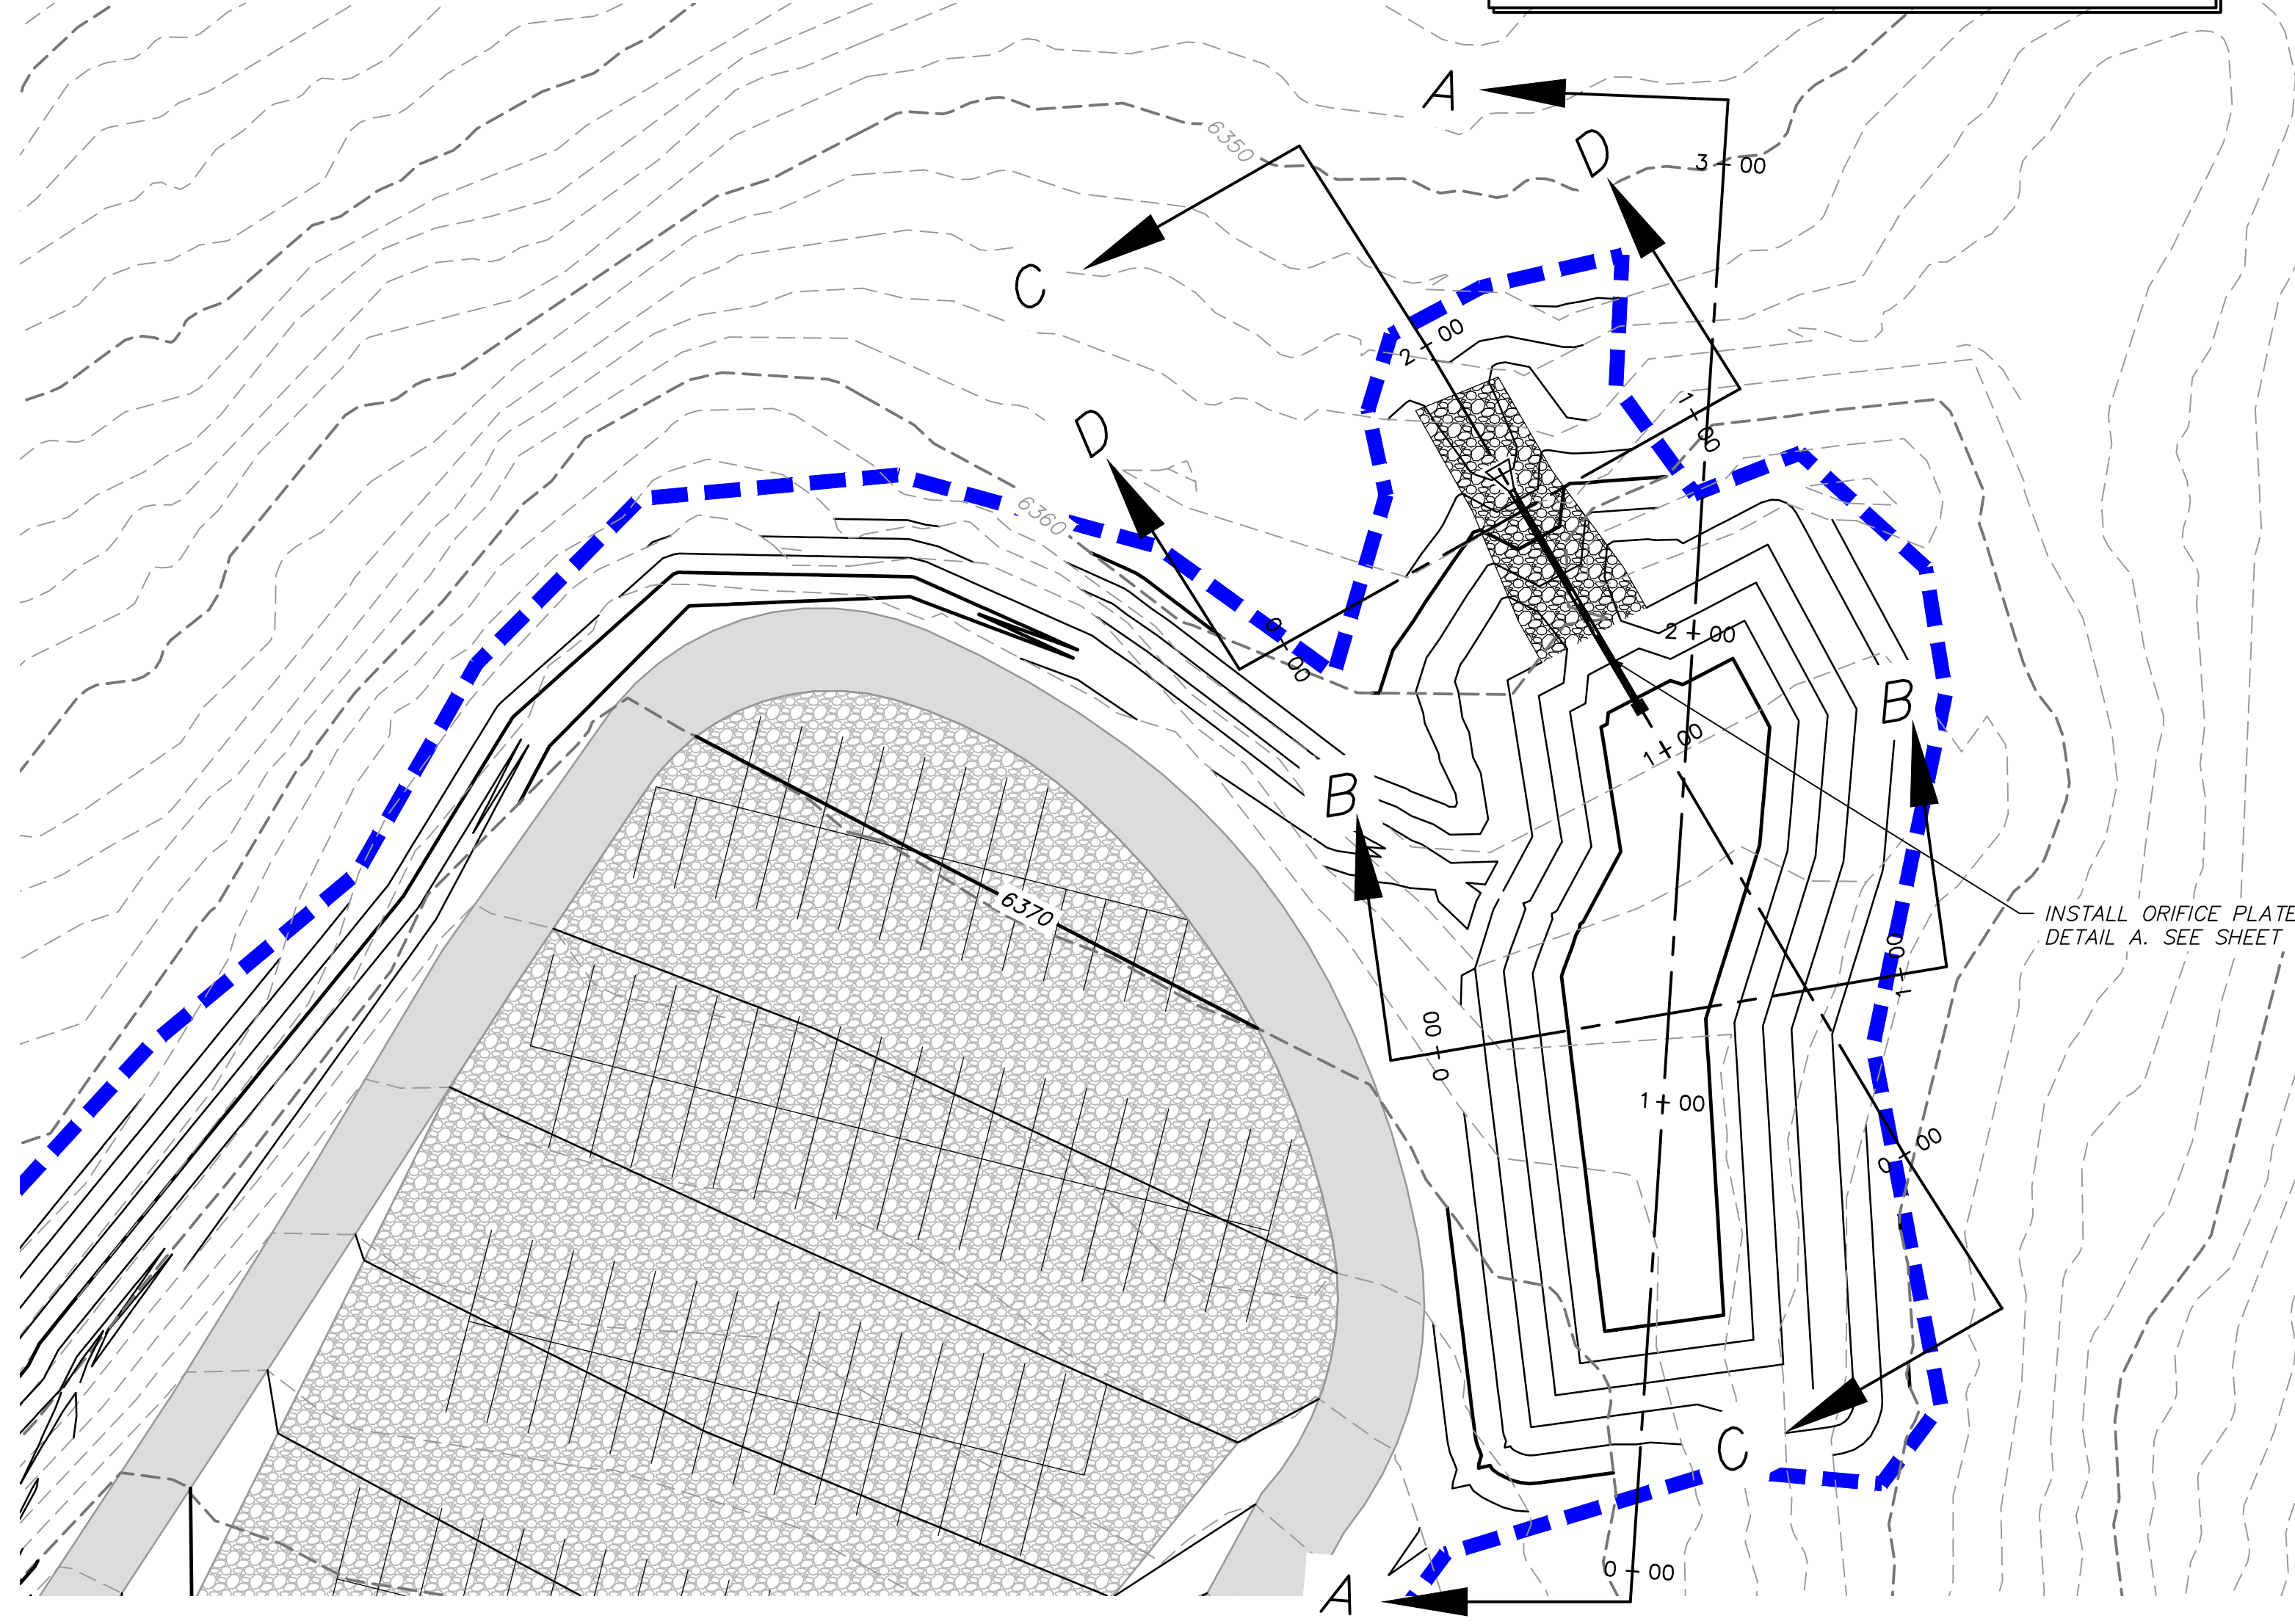 A
6350
D
3 + 00
C
2 + 00
D
1 + 00
6360
0 + 00
2 + 00
B
1 + 00
B
6370
INSTALL ORIFICE PLATE
DETAIL A. SEE SHEET
1 + 00
0 + 00
1 + 00
0 + 00
C
0 + 00
A